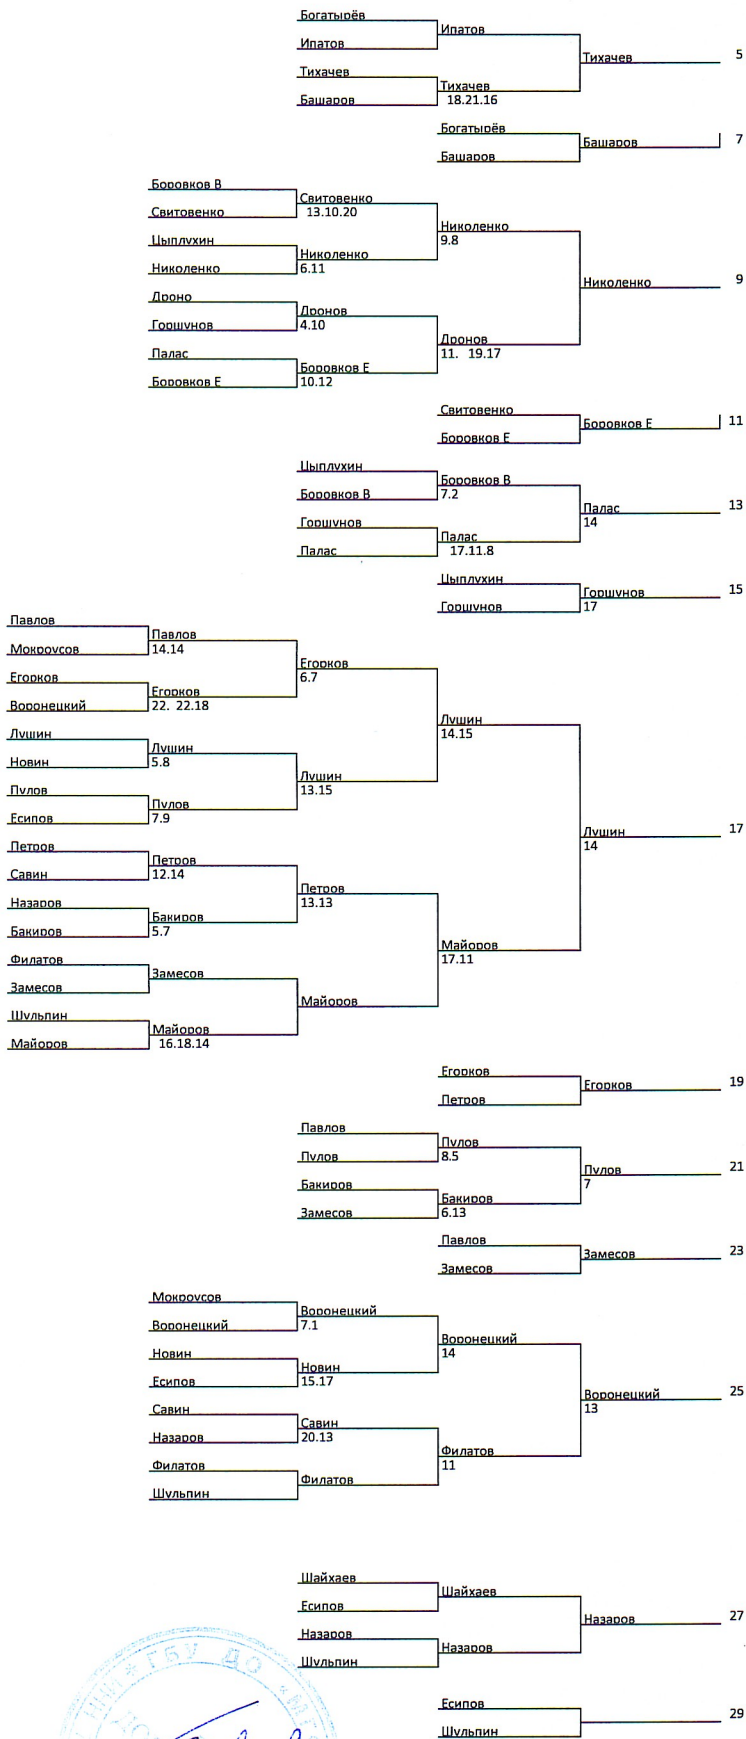 Богатырёв
Ипатов
Ипатов
5
Тихачев
Тихачев
Тихачев
Башаров
18.21.16
Богатырёв
Башаров
7
Башаров
Боровков В
Свитовенко
Свитовенко
13.10.20
Николенко
9.8
Цыплухин
Николенко
Николенко
6.11
Николенко
9
Дроно
Дронов
Горшунов
4.10
Дронов
11. 19.17
Палас
Боровков Е
Боровков Е
10.12
Свитовенко
Боровков Е
11
Боровков Е
Цыплухин
Боровков В
Боровков В
7.2
Палас
13
14
Горшунов
Палас
Палас
17.11.8
Цыплухин
Горшунов
15
Горшунов
17
Павлов
Павлов
Мокроусов
14.14
Егорков
6.7
Егорков
Егорков
Воронецкий
22. 22.18
Лушин
14.15
Лушин
Лушин
Новин
5.8
Лушин
13.15
Пулов
Пулов
Есипов
7.9
Лушин
17
14
Петров
Петров
Савин
12.14
Петров
13.13
Назаров
Бакиров
Бакиров
5.7
Майоров
17.11
Филатов
Замесов
Замесов
Майоров
Шульпин
Майоров
Майоров
16.18.14
Егорков
Егорков
19
Петров
Павлов
Пулов
Пулрв
8.5
Пулов
21
7
Бакиров
Бакиров
Замесов
6.13
Павлов
Замесов
23
Замесов
Мокроусов
Воронецкий
Воронецкий
7.1
Воронецкий
14
Новин
Новин
Есипов
15.17
Воронецкий
25
13
Савин
Савин
Назаров
20.13
Филатов
11
Филатов
Филатов
Шульпин
Шайхаев
Шайхаев
Есипов
Назаров
27
Назаров
Назаров
Шульпин
Есипов
29
Шульпин
ГБУ ДО